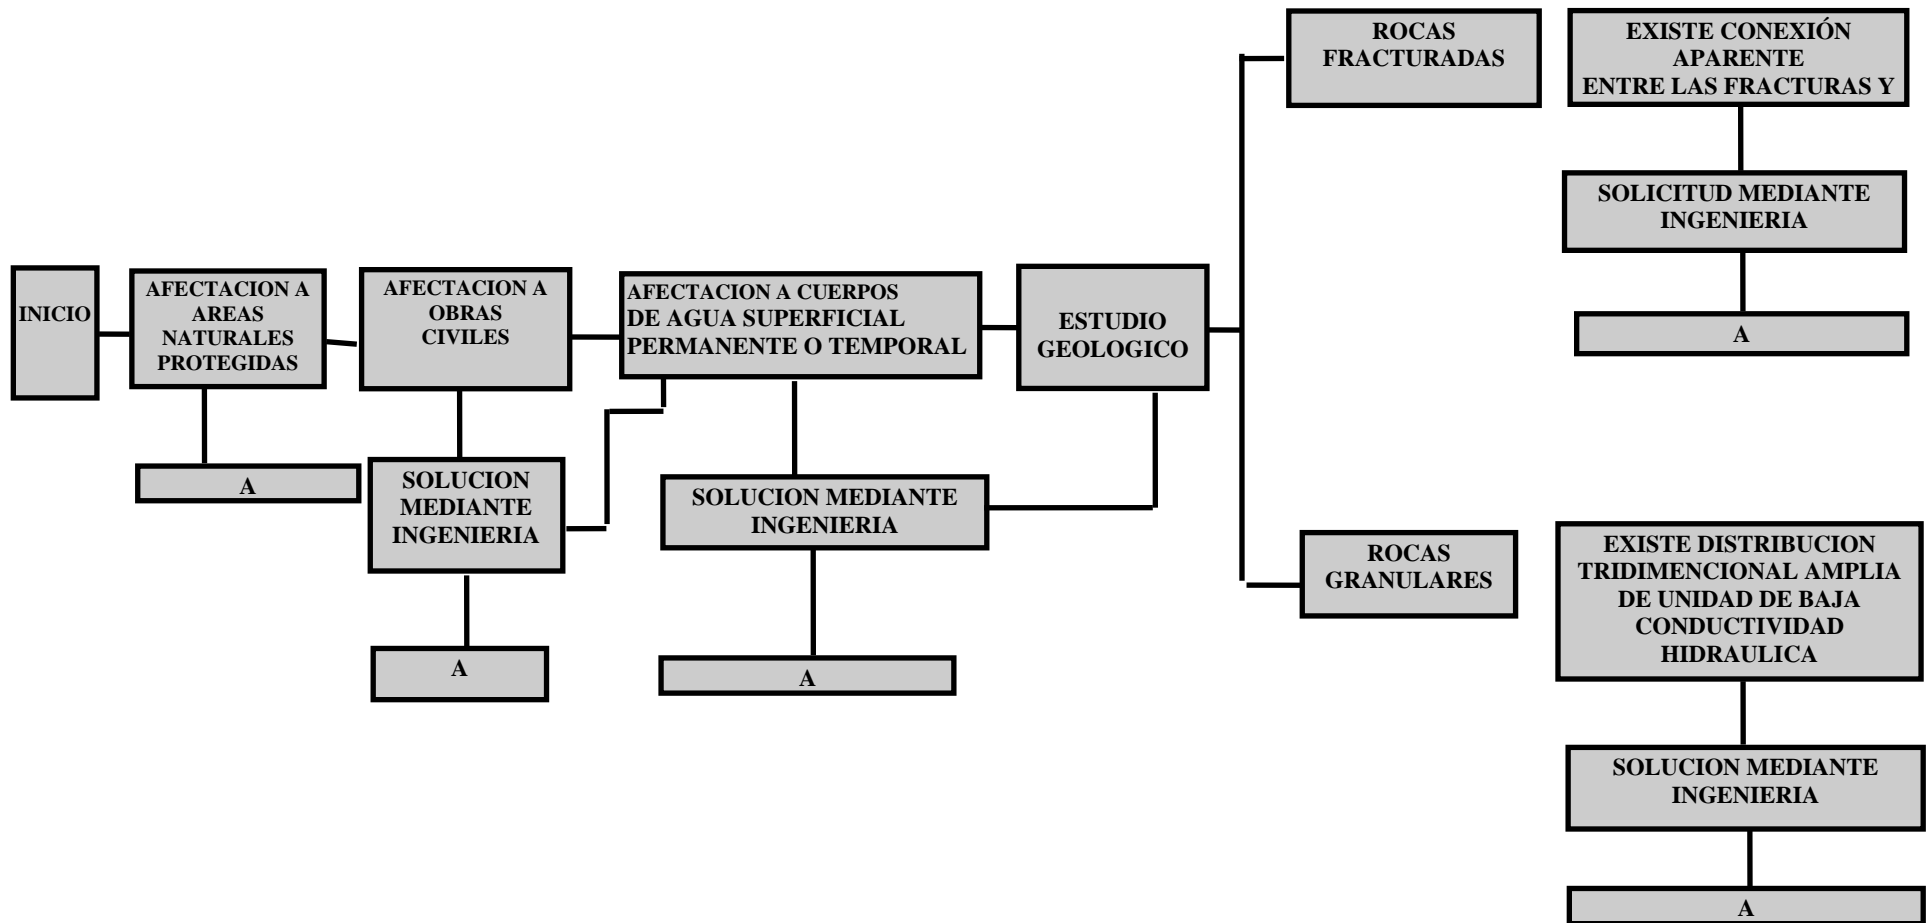 INICIO
AFECTACION A
AREAS
NATURALES
PROTEGIDAS
A
AFECTACION A
OBRAS
CIVILES
SOLUCION
MEDIANTE
INGENIERIA
A
AFECTACION A CUERPOS
DE AGUA SUPERFICIAL
PERMANENTE O TEMPORAL
SOLUCION MEDIANTE
INGENIERIA
A
ESTUDIO
GEOLOGICO
ROCAS
FRACTURADAS
EXISTE CONEXIÓN
APARENTE
ENTRE LAS FRACTURAS Y
SOLICITUD MEDIANTE
INGENIERIA
A
ROCAS
GRANULARES
EXISTE DISTRIBUCION
TRIDIMENCIONAL AMPLIA
DE UNIDAD DE BAJA
CONDUCTIVIDAD
HIDRAULICA
SOLUCION MEDIANTE
INGENIERIA
A